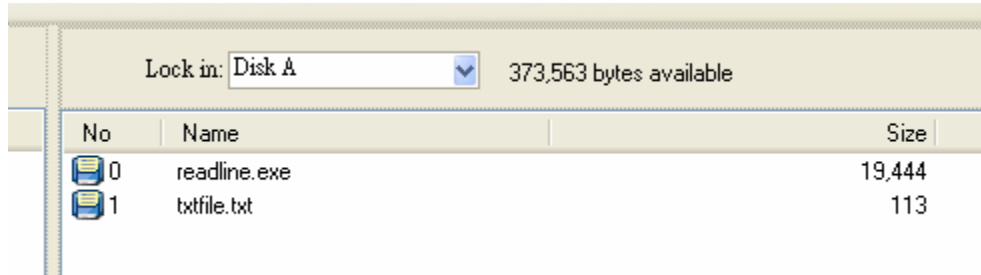 Lock in: Disk A 373,563 bytes available
No Name Size
0 readline.exe 19,444
1 txtfile.txt 113